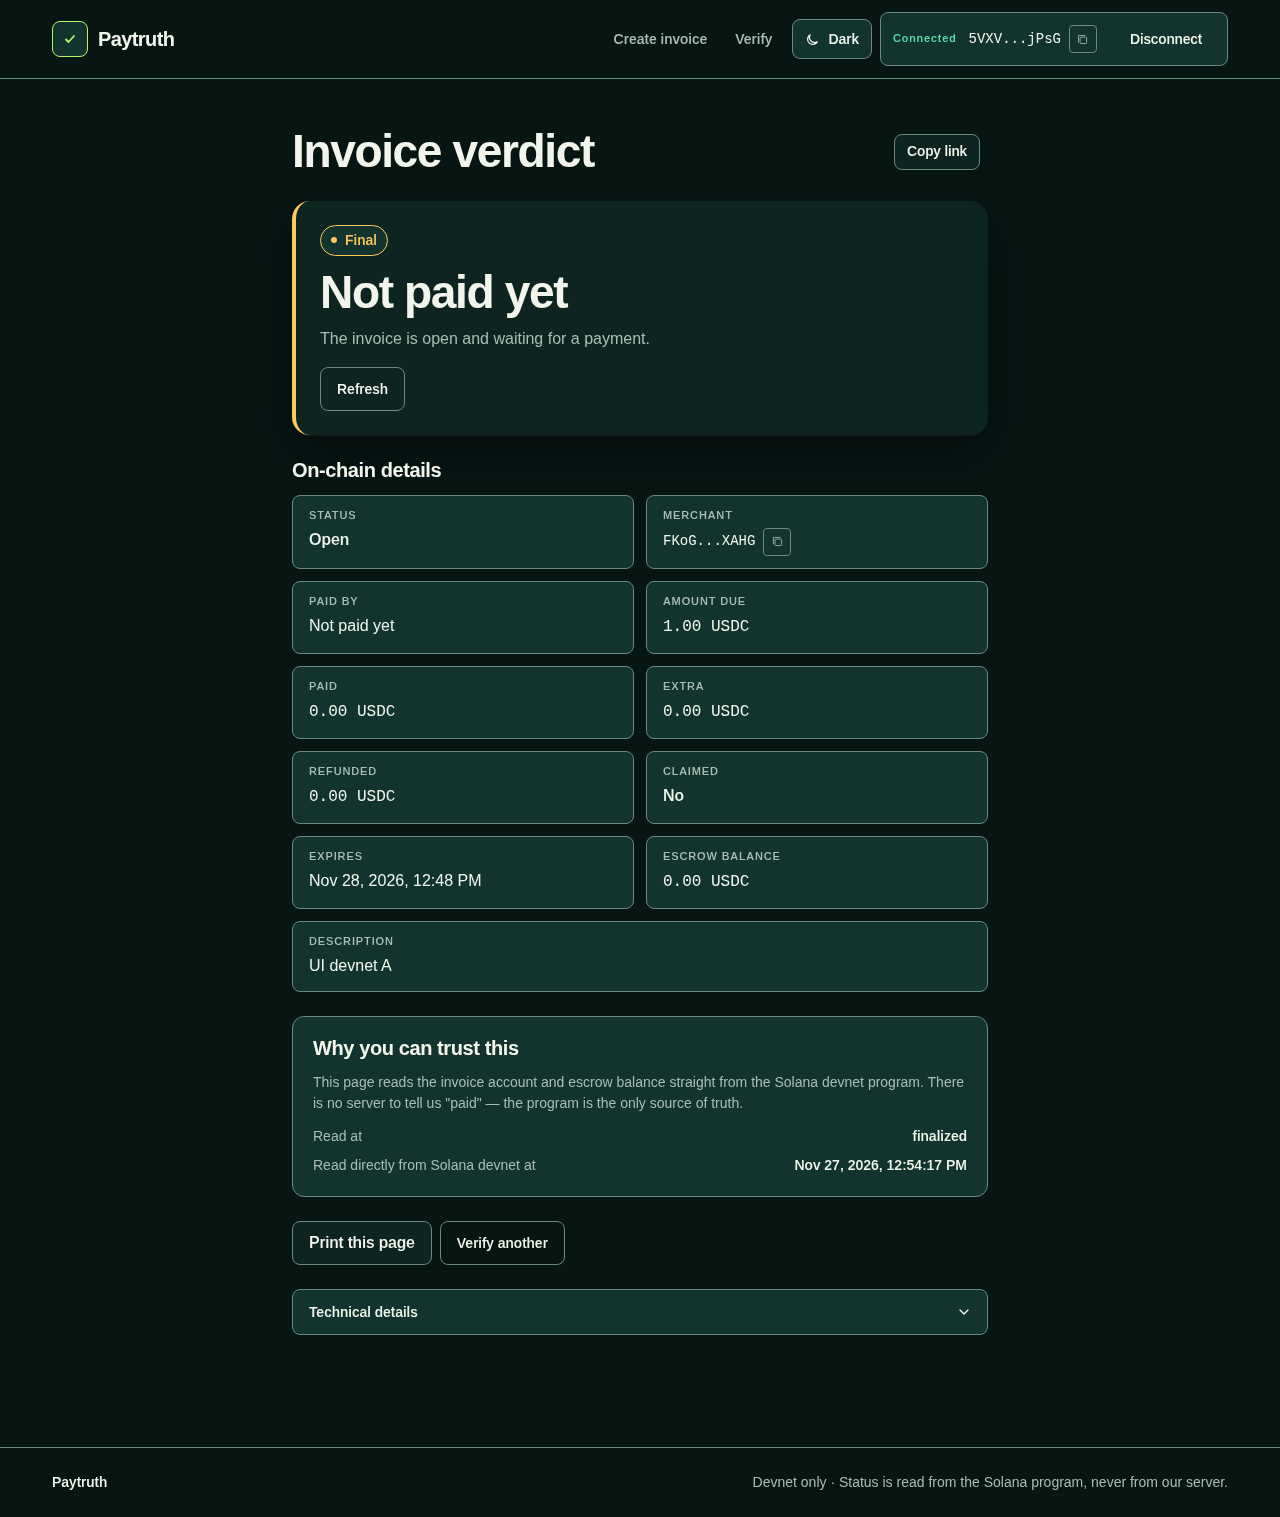 Paytruth
Create invoice
Verify
Dark
Connected 5VXV...jPsG
Disconnect
Invoice verdict
Copy link
Final
Not paid yet
The invoice is open and waiting for a payment.
Refresh
On-chain details
STATUS
Open
MERCHANT
FKoG...XAHG
PAID BY
Not paid yet
AMOUNT DUE
1.00 USDC
PAID
0.00 USDC
EXTRA
0.00 USDC
REFUNDED
0.00 USDC
CLAIMED
No
EXPIRES
Nov 28, 2026, 12:48 PM
ESCROW BALANCE
0.00 USDC
DESCRIPTION
UI devnet A
Why you can trust this
This page reads the invoice account and escrow balance straight from the Solana devnet program. There
is no server to tell us "paid" — the program is the only source of truth.
Read at finalized
Read directly from Solana devnet at Nov 27, 2026, 12:54:17 PM
Print this page
Verify another
Technical details
Paytruth
Devnet only · Status is read from the Solana program, never from our server.